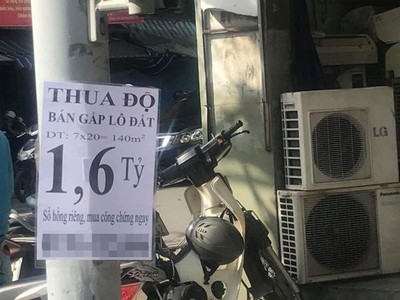 THUA ĐỘ
BÁN GẤP LÔ ĐẤT
DT: 7x20= 140m²
1,6 Tỷ
Sổ hồng riêng, mua công chứng ngay
LG